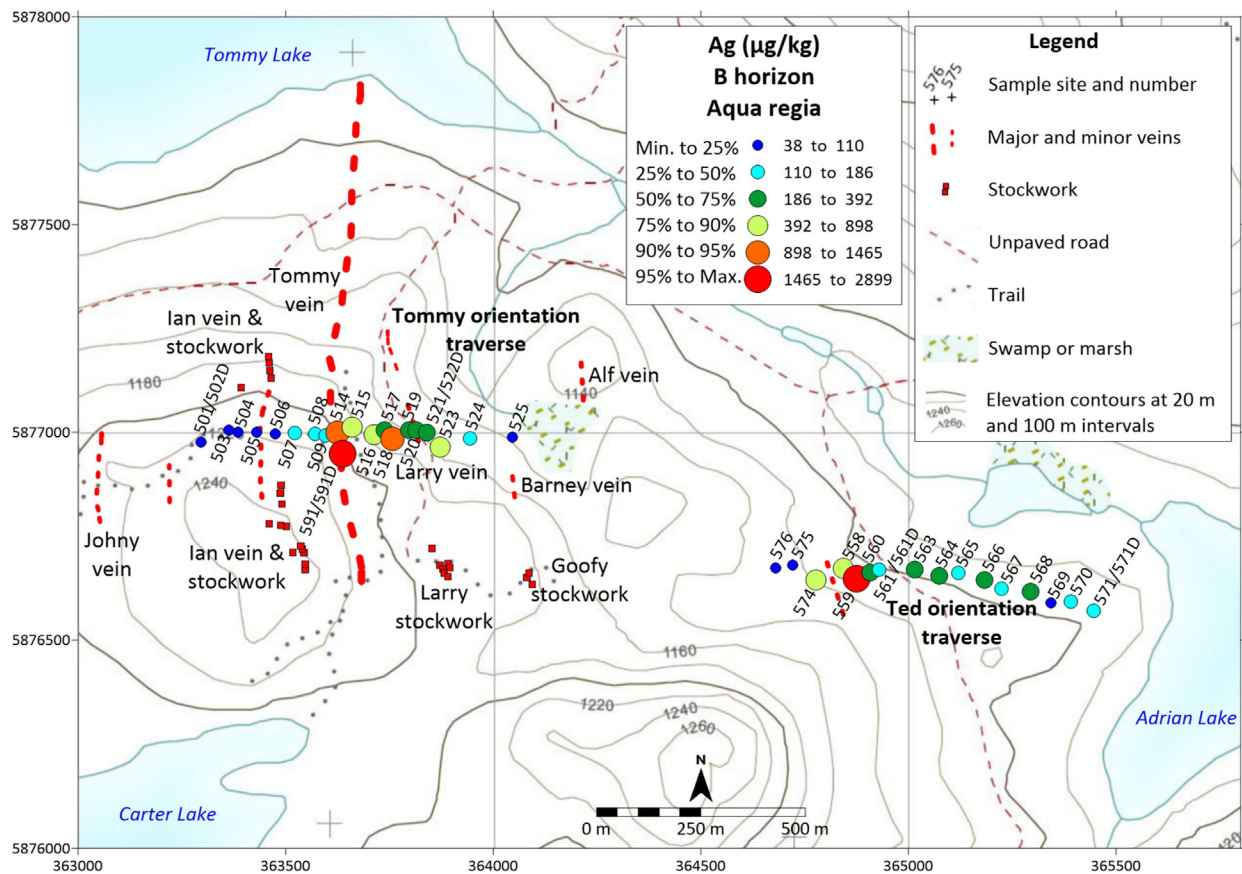 5878000
5877500
5877000
5876500
5876000
363000
363500
364000
364500
365000
365500
Tommy Lake
Ag (µg/kg)
B horizon
Aqua regia
Min. to 25% 38 to 110
25% to 50% 110 to 186
50% to 75% 186 to 392
75% to 90% 392 to 898
90% to 95% 898 to 1465
95% to Max. 1465 to 2899
Legend
576
575
Sample site and number
Major and minor veins
Stockwork
Unpaved road
Trail
Swamp or marsh
Elevation contours at 20 m
and 100 m intervals
1240
1260
Tommy
vein
Ian vein &
stockwork
Tommy orientation
traverse
Alf vein
1180
1140
501/502D
503
504
505
506
507
508
509
514
515
516
517
518
519
520
521/522D
523
524
525
591/591D
1240
Larry vein
Barney vein
Johny
vein
Ian vein &
stockwork
Larry
stockwork
Goofy
stockwork
576
575
574
558
559
560
561/561D
563
564
565
566
567
568
569
570
571/571D
Ted orientation
traverse
1160
1220
1240
1260
Adrian Lake
Carter Lake
N
0 m 250 m 500 m